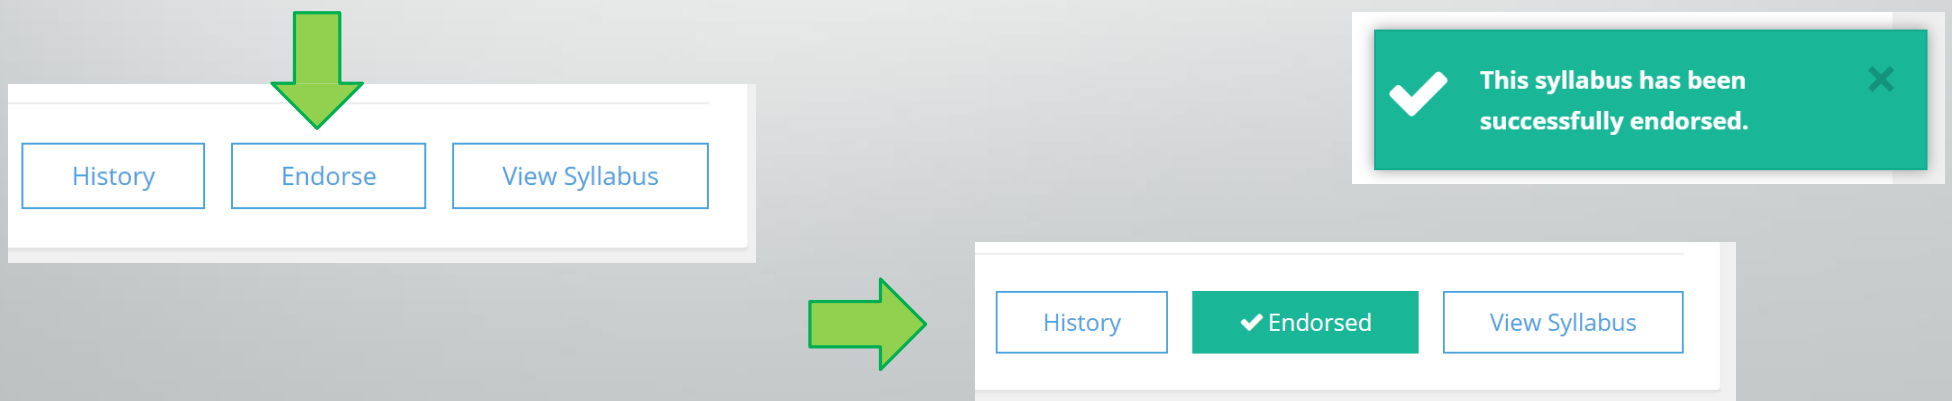 History
Endorse
View Syllabus
This syllabus has been
successfully endorsed.
History
Endorsed
View Syllabus